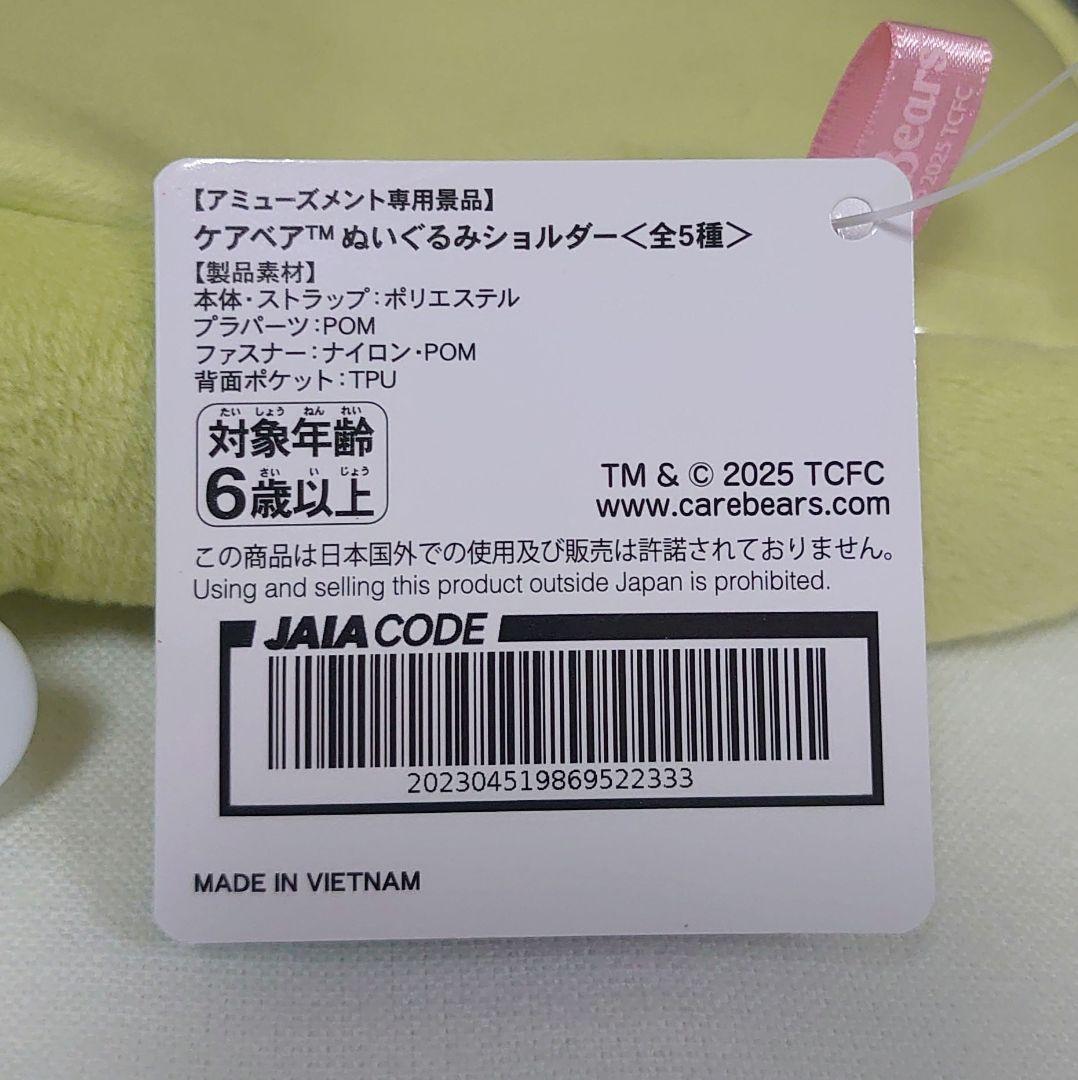 Bears
2025 TCFC
【アミューズメント専用景品】
ケアベア™ ぬいぐるみショルダー＜全5種＞
【製品素材】
本体・ストラップ：ポリエステル
プラパーツ：POM
ファスナー：ナイロン・POM
背面ポケット：TPU
たい しょう ねん れい
対象年齢
さい い じょう
6歳以上
TM & © 2025 TCFC
www.carebears.com
この商品は日本国外での使用及び販売は許諾されておりません。
Using and selling this product outside Japan is prohibited.
JAIA CODE
202304519869522333
MADE IN VIETNAM